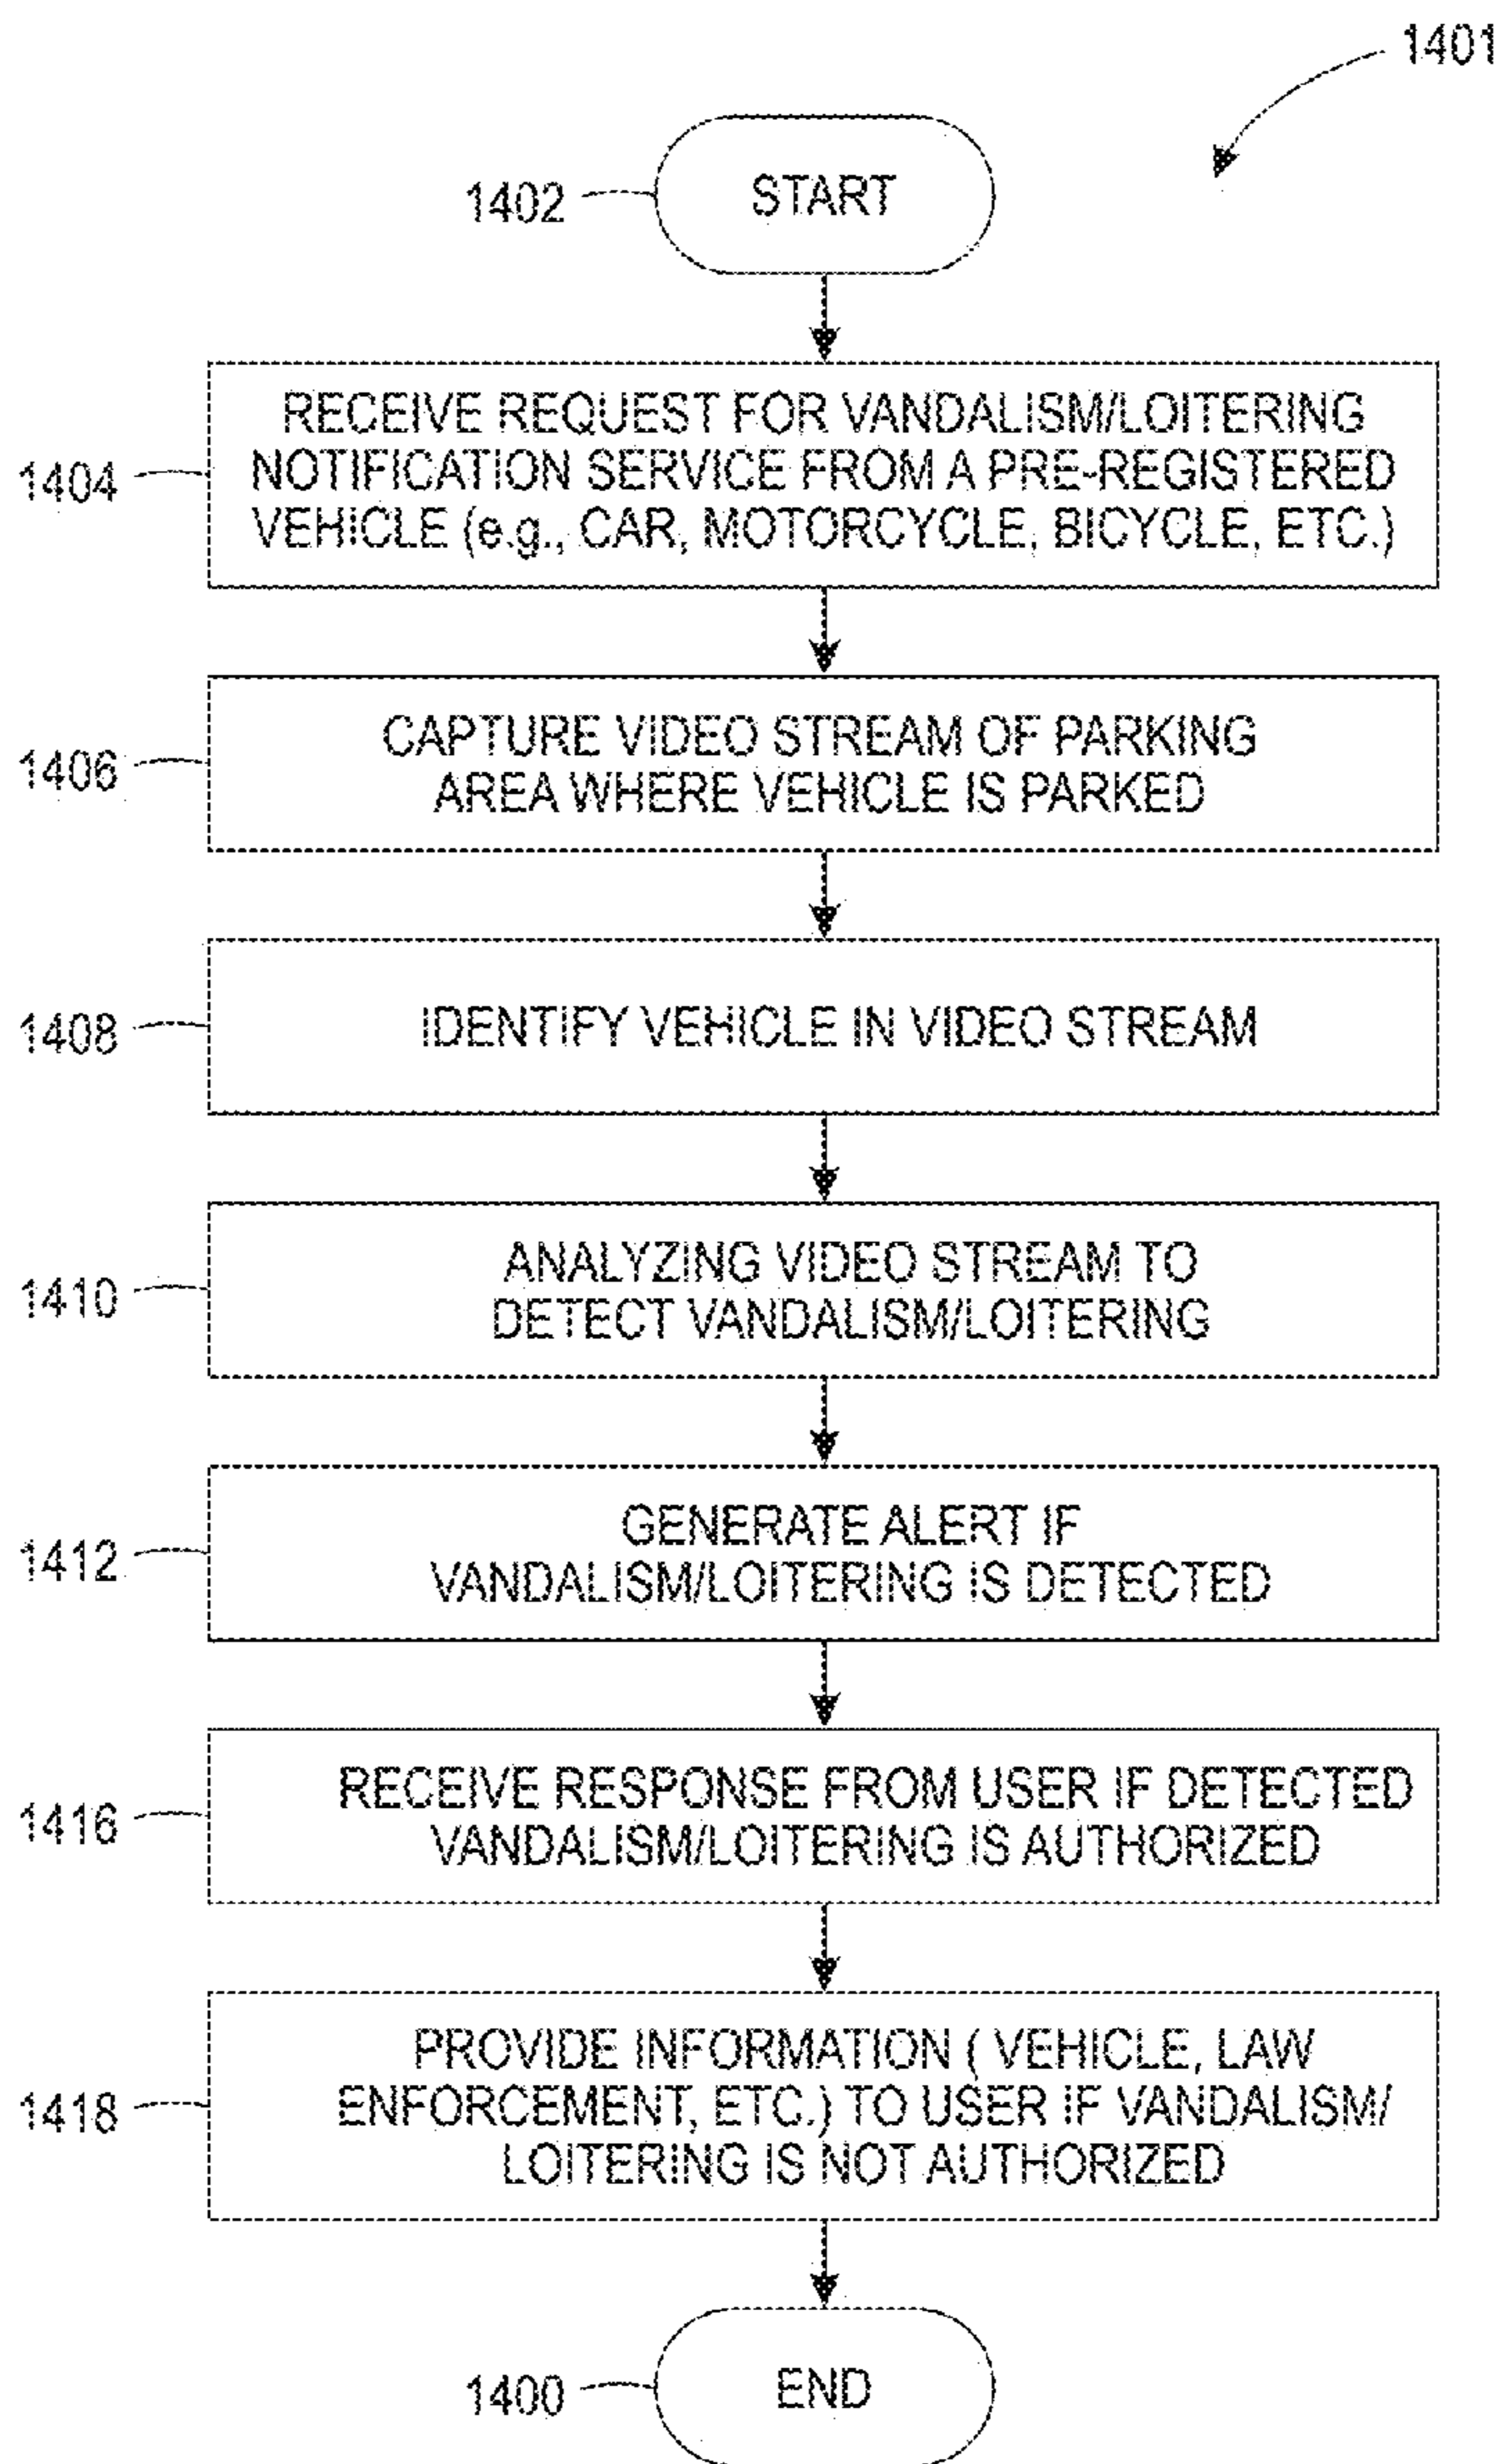 1401
1402
START
1404
RECEIVE REQUEST FOR VANDALISM/LOITERING
NOTIFICATION SERVICE FROM A PRE-REGISTERED
VEHICLE (e.g., CAR, MOTORCYCLE, BICYCLE, ETC.)
1406
CAPTURE VIDEO STREAM OF PARKING
AREA WHERE VEHICLE IS PARKED
1408
IDENTIFY VEHICLE IN VIDEO STREAM
1410
ANALYZING VIDEO STREAM TO
DETECT VANDALISM/LOITERING
1412
GENERATE ALERT IF
VANDALISM/LOITERING IS DETECTED
1416
RECEIVE RESPONSE FROM USER IF DETECTED
VANDALISM/LOITERING IS AUTHORIZED
1418
PROVIDE INFORMATION ( VEHICLE, LAW
ENFORCEMENT, ETC.) TO USER IF VANDALISM/
LOITERING IS NOT AUTHORIZED
1400
END